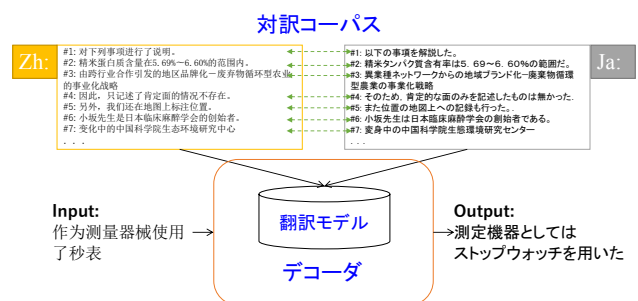 対訳コーパス
Zh:
#1: 对下列事项进行了说明。
#2: 精米蛋白质含量在5.69%～6.60%的范围内。
#3: 由跨行业合作引发的地区品牌化－废弃物循环型农业
的事业化战略
#4: 因此，只记述了肯定面的情况不存在。
#5: 另外，我们还在地图上标注位置。
#6: 小坂先生是日本临床麻醉学会的创始者。
#7: 变化中的中国科学院生态环境研究中心
. . .
Ja:
#1: 以下の事項を解説した。
#2: 精米タンパク質含有率は5．69～6．60％の範囲だ。
#3: 異業種ネットワークからの地域ブランド化－廃棄物循環
型農業の事業化戦略
#4: そのため，肯定的な面のみを記述したものは無かった．
#5: また位置の地図上への記録も行った。．
#6: 小坂先生は日本臨床麻酔学会の創始者である。
#7: 変身中の中国科学院生態環境研究センター
. . .
Input:
作为测量器械使用
了秒表
翻訳モデル
デコーダ
Output:
測定機器としては
ストップウォッチを用いた